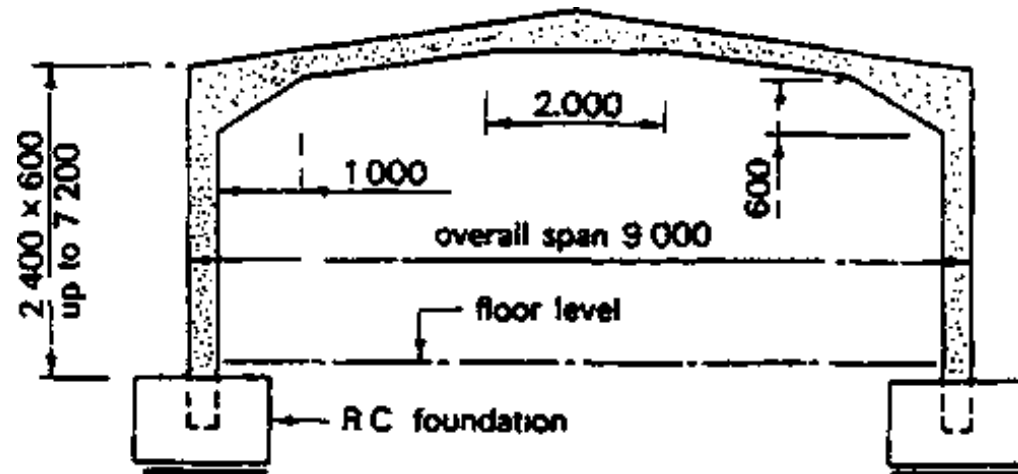 2.000
1 000
600
2 400 × 600
up to 7 200
overall span 9 000
floor level
R C foundation